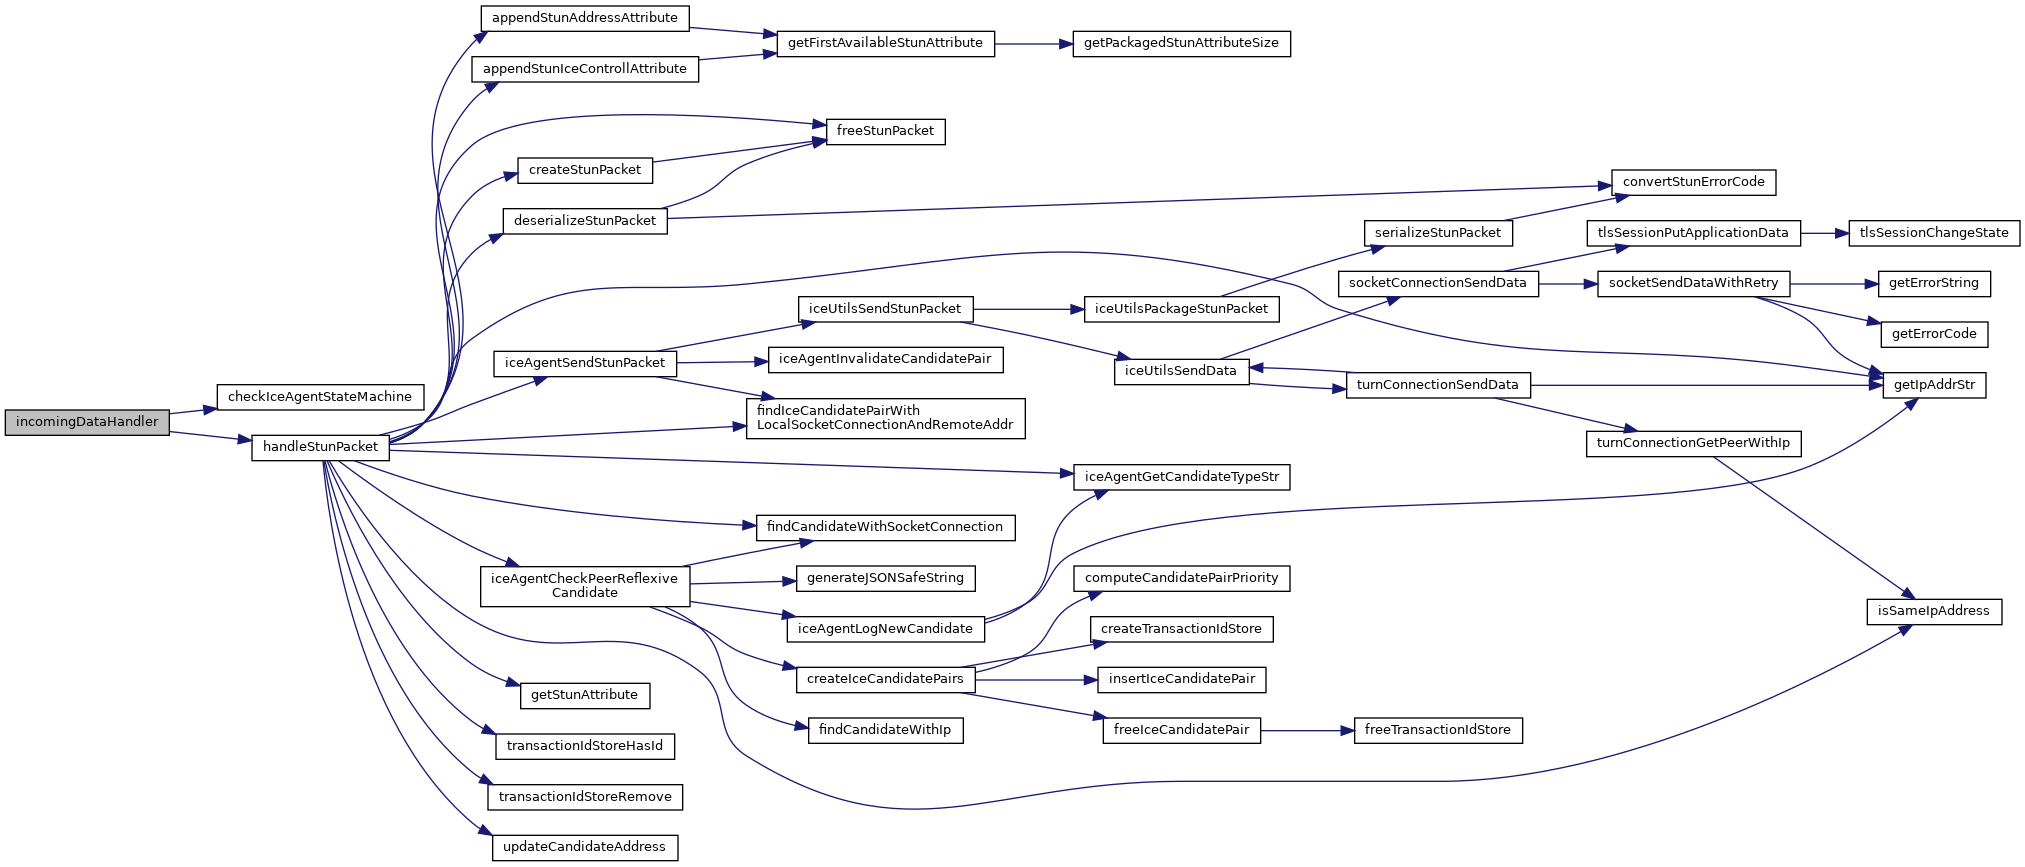 appendStunAddressAttribute
getFirstAvailableStunAttribute
getPackagedStunAttributeSize
appendStunIceControllAttribute
freeStunPacket
createStunPacket
convertStunErrorCode
deserializeStunPacket
serializeStunPacket
tlsSessionPutApplicationData
tlsSessionChangeState
socketConnectionSendData
socketSendDataWithRetry
getErrorString
iceUtilsSendStunPacket
iceUtilsPackageStunPacket
getErrorCode
iceAgentSendStunPacket
iceAgentInvalidateCandidatePair
iceUtilsSendData
turnConnectionSendData
getIpAddrStr
checkIceAgentStateMachine
findIceCandidatePairWith
LocalSocketConnectionAndRemoteAddr
incomingDataHandler
handleStunPacket
turnConnectionGetPeerWithIp
iceAgentGetCandidateTypeStr
findCandidateWithSocketConnection
iceAgentCheckPeerReflexive
Candidate
generateJSONSafeString
computeCandidatePairPriority
isSameIpAddress
iceAgentLogNewCandidate
createTransactionIdStore
createIceCandidatePairs
insertIceCandidatePair
getStunAttribute
findCandidateWithIp
freeIceCandidatePair
freeTransactionIdStore
transactionIdStoreHasId
transactionIdStoreRemove
updateCandidateAddress